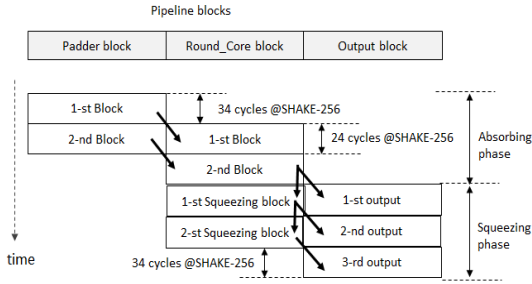 Pipeline blocks
Padder block Round_Core block Output block
1-st Block
34 cycles @SHAKE-256
2-nd Block 1-st Block
24 cycles @SHAKE-256
Absorbing
phase
2-nd Block
1-st Squeezing block 1-st output
2-st Squeezing block 2-nd output
Squeezing
phase
time
34 cycles @SHAKE-256
3-rd output